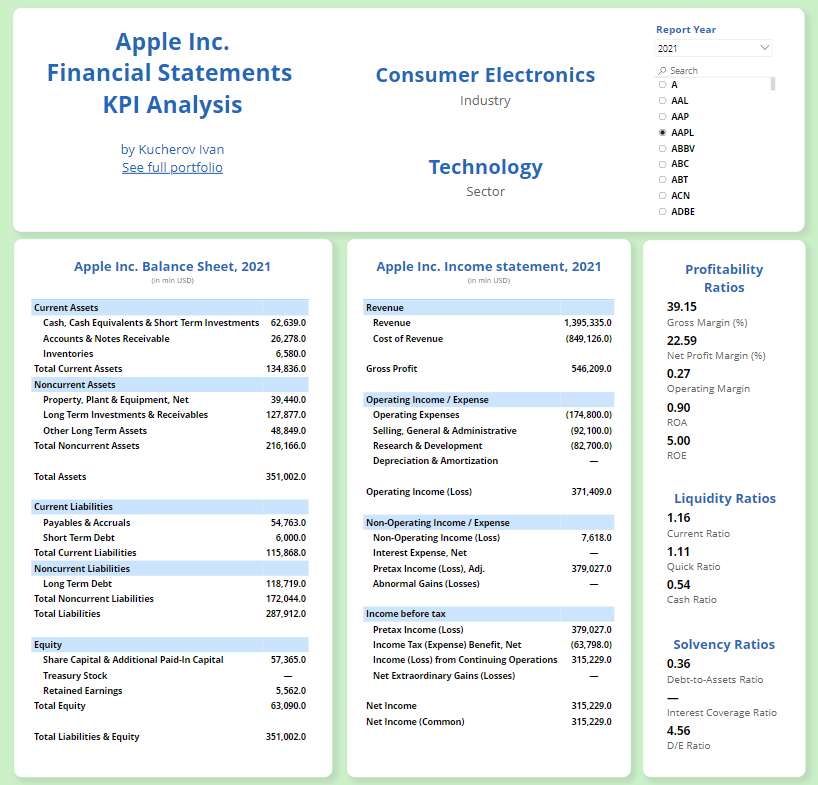 Apple Inc.
Financial Statements
KPI Analysis
by Kucherov Ivan
See full portfolio
Consumer Electronics
Industry
Technology
Sector
Report Year
2021
Search
A
AAL
AAP
AAPL
ABBV
ABC
ABT
ACN
ADBE
Apple Inc. Balance Sheet, 2021
(in mln USD)
Current Assets
Cash, Cash Equivalents & Short Term Investments 62,639.0
Accounts & Notes Receivable 26,278.0
Inventories 6,580.0
Total Current Assets 134,836.0
Noncurrent Assets
Property, Plant & Equipment, Net 39,440.0
Long Term Investments & Receivables 127,877.0
Other Long Term Assets 48,849.0
Total Noncurrent Assets 216,166.0
Total Assets 351,002.0
Current Liabilities
Payables & Accruals 54,763.0
Short Term Debt 6,000.0
Total Current Liabilities 115,868.0
Noncurrent Liabilities
Long Term Debt 118,719.0
Total Noncurrent Liabilities 172,044.0
Total Liabilities 287,912.0
Equity
Share Capital & Additional Paid-In Capital 57,365.0
Treasury Stock —
Retained Earnings 5,562.0
Total Equity 63,090.0
Total Liabilities & Equity 351,002.0
Apple Inc. Income statement, 2021
(in mln USD)
Revenue
Revenue 1,395,335.0
Cost of Revenue (849,126.0)
Gross Profit 546,209.0
Operating Income / Expense
Operating Expenses (174,800.0)
Selling, General & Administrative (92,100.0)
Research & Development (82,700.0)
Depreciation & Amortization —
Operating Income (Loss) 371,409.0
Non-Operating Income / Expense
Non-Operating Income (Loss) 7,618.0
Interest Expense, Net —
Pretax Income (Loss), Adj. 379,027.0
Abnormal Gains (Losses) —
Income before tax
Pretax Income (Loss) 379,027.0
Income Tax (Expense) Benefit, Net (63,798.0)
Income (Loss) from Continuing Operations 315,229.0
Net Extraordinary Gains (Losses) —
Net Income 315,229.0
Net Income (Common) 315,229.0
Profitability
Ratios
39.15
Gross Margin (%)
22.59
Net Profit Margin (%)
0.27
Operating Margin
0.90
ROA
5.00
ROE
Liquidity Ratios
1.16
Current Ratio
1.11
Quick Ratio
0.54
Cash Ratio
Solvency Ratios
0.36
Debt-to-Assets Ratio
—
Interest Coverage Ratio
4.56
D/E Ratio